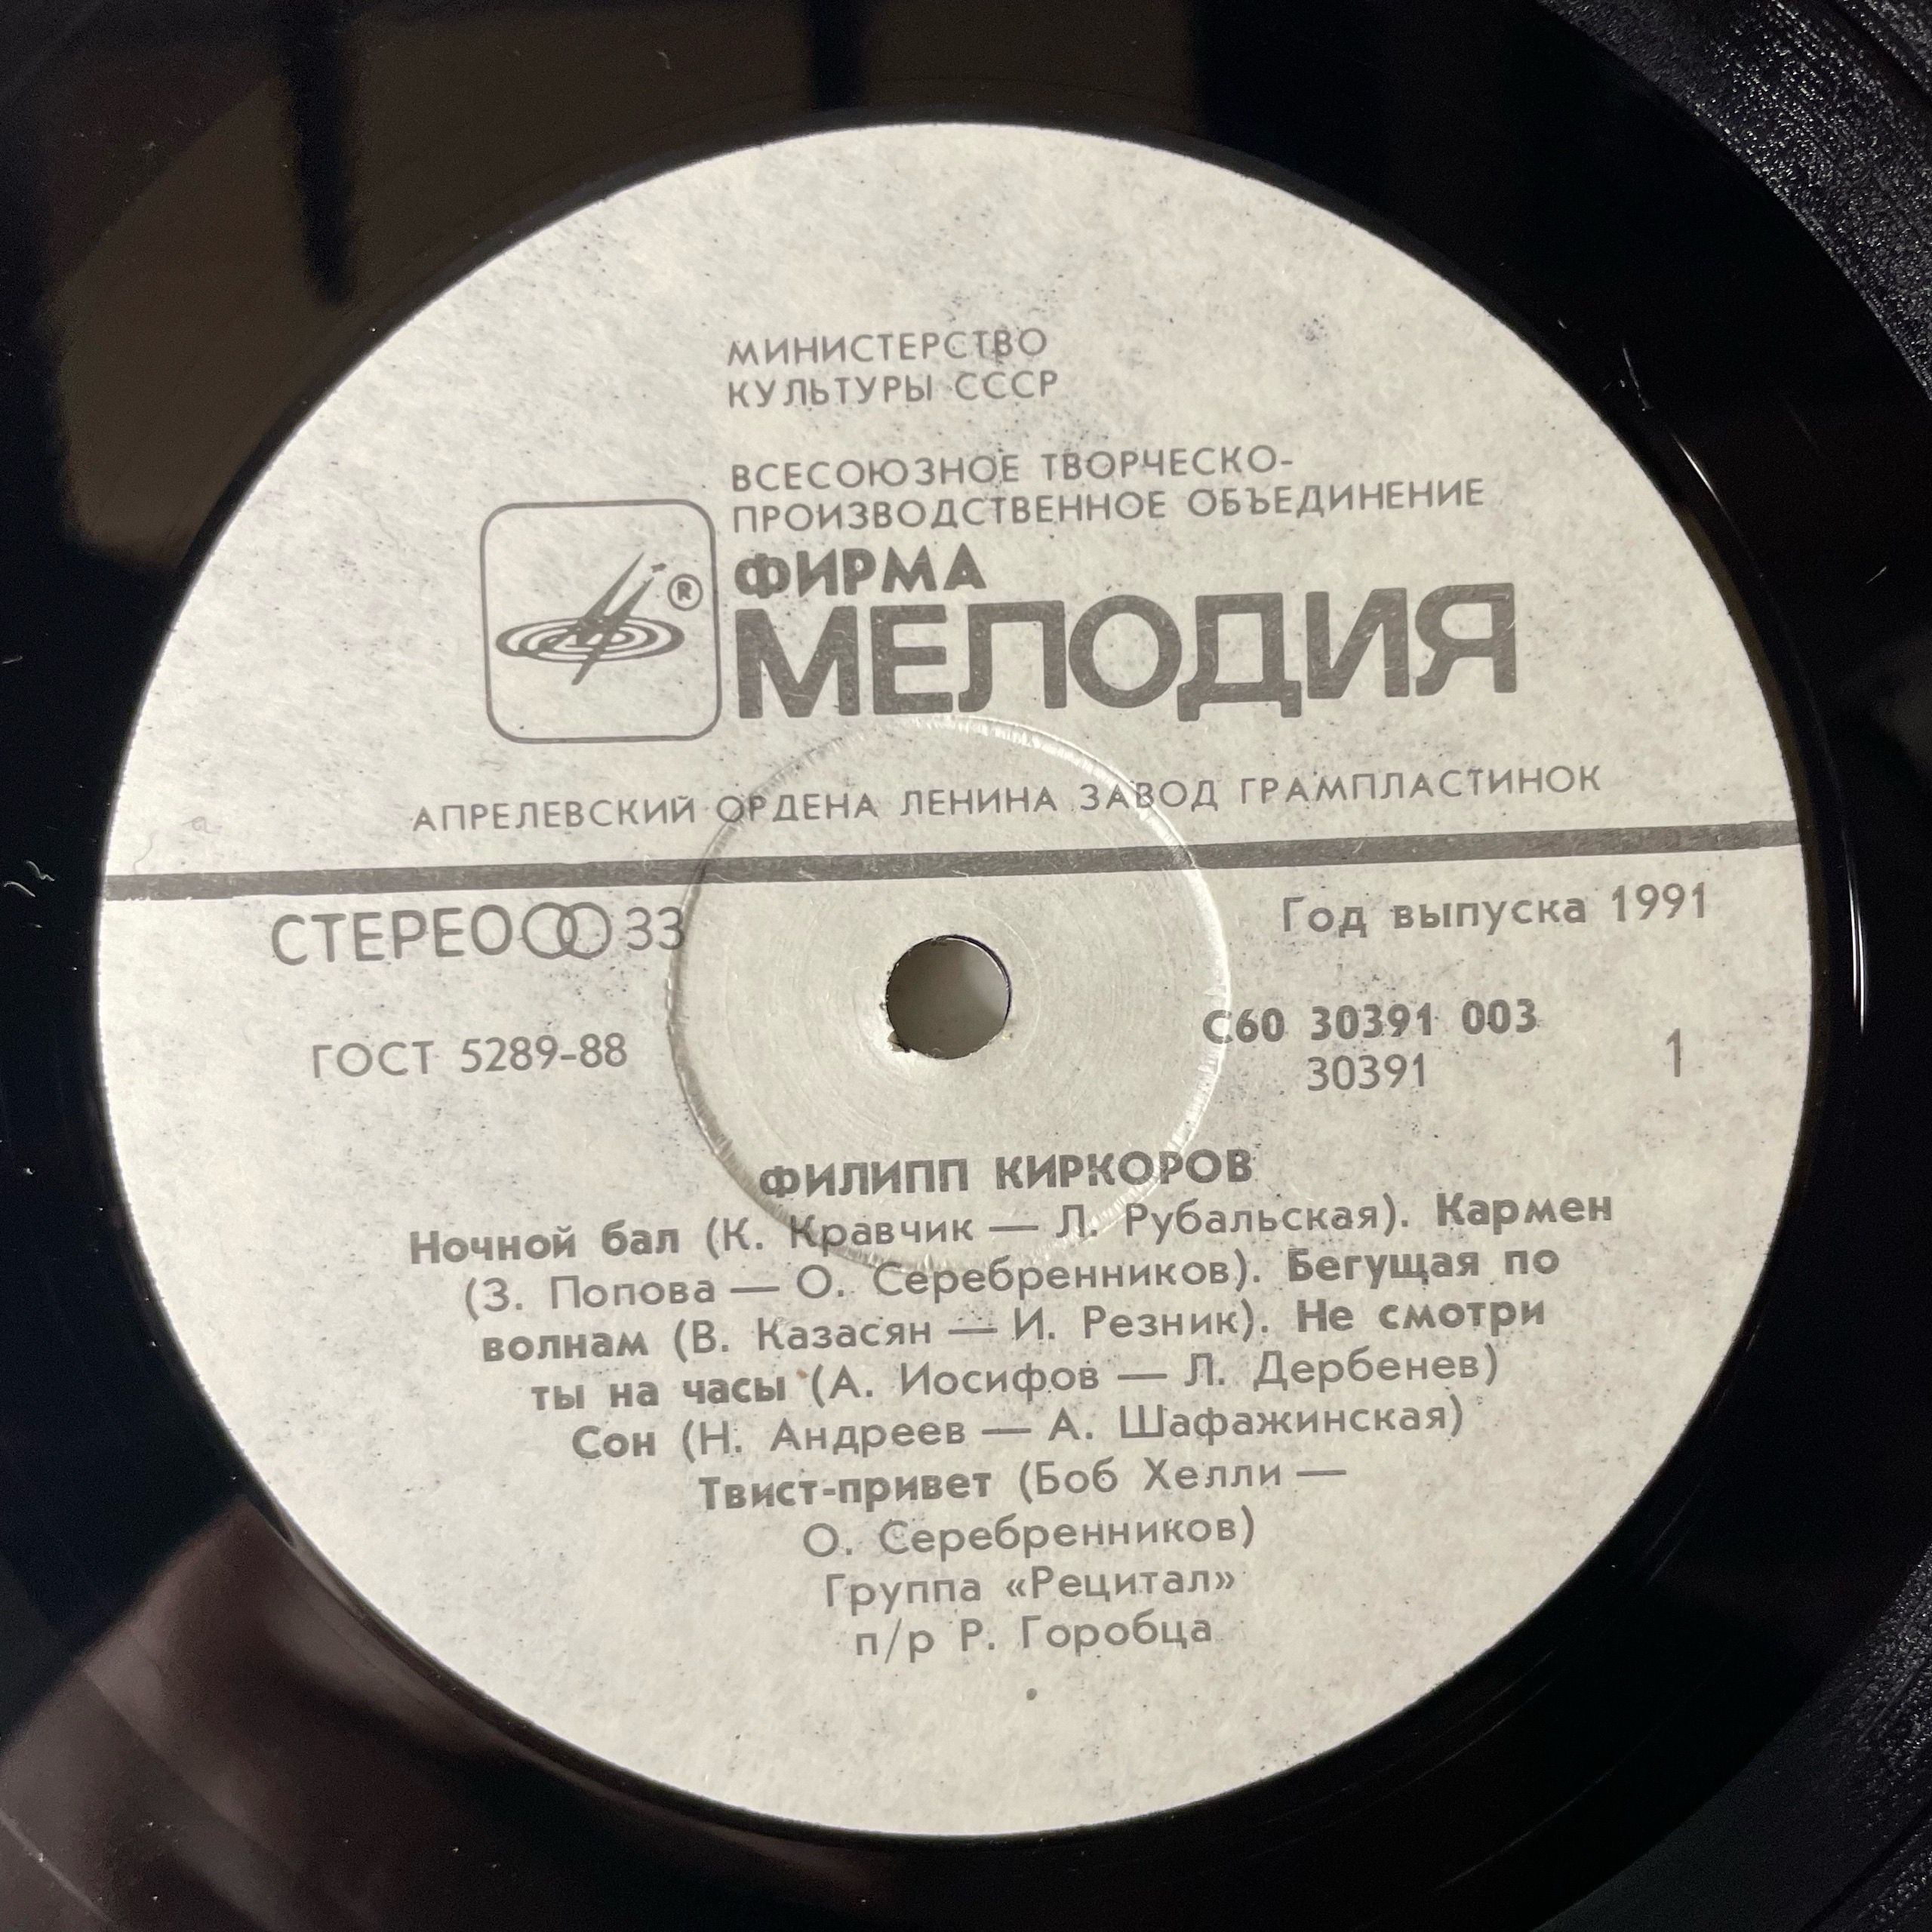 МИНИСТЕРСТВО
КУЛЬТУРЫ СССР
ВСЕСОЮЗНОЕ ТВОРЧЕСКО-
ПРОИЗВОДСТВЕННОЕ ОБЪЕДИНЕНИЕ
ФИРМА
®
МЕЛОДИЯ
АПРЕЛЕВСКИЙ ОРДЕНА ЛЕНИНА ЗАВОД ГРАМПЛАСТИНОК
СТЕРЕО 33
Год выпуска 1991
ГОСТ 5289-88
С60 30391 003
30391
1
ФИЛИПП КИРКОРОВ
Ночной бал (К. Кравчик — Л. Рубальская). Кармен
(З. Попова — О. Серебренников). Бегущая по
волнам (В. Казасян — И. Резник). Не смотри
ты на часы (А. Иосифов — Л. Дербенев)
Сон (Н. Андреев — А. Шафажинская)
Твист-привет (Боб Хелли —
О. Серебренников)
Группа «Рецитал»
п/р Р. Горобца